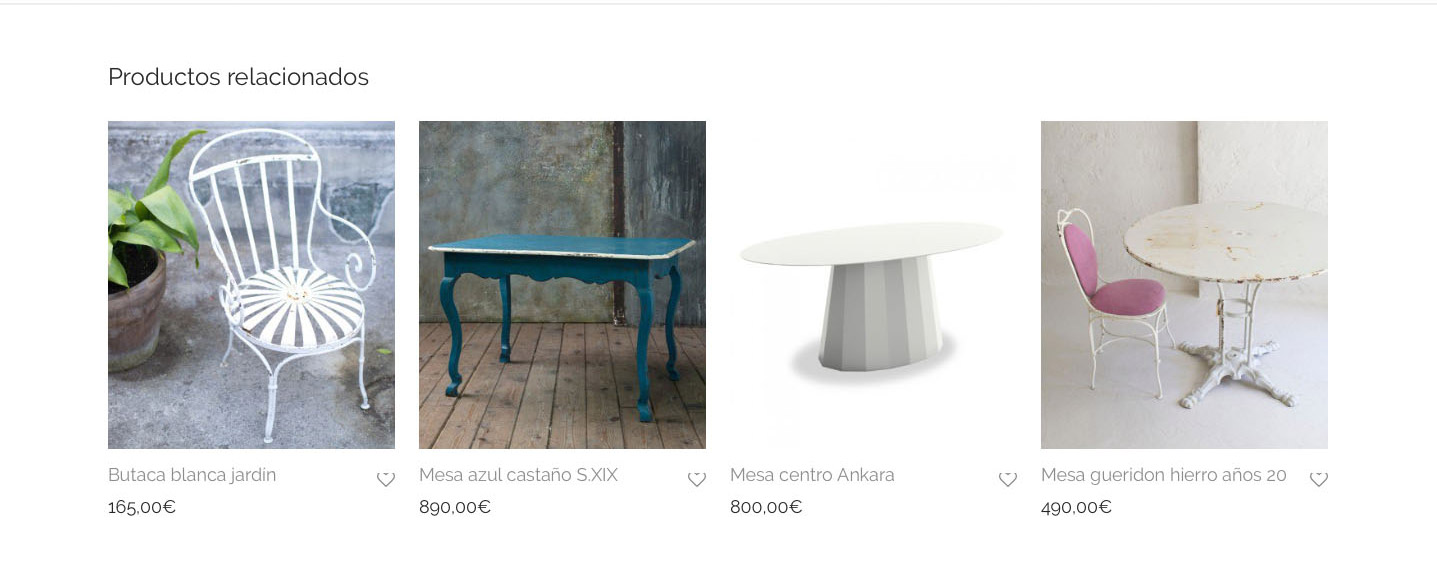 Productos relacionados
Butaca blanca jardín
165,00€
Mesa azul castaño S.XIX
890,00€
Mesa centro Ankara
800,00€
Mesa gueridon hierro años 20
490,00€